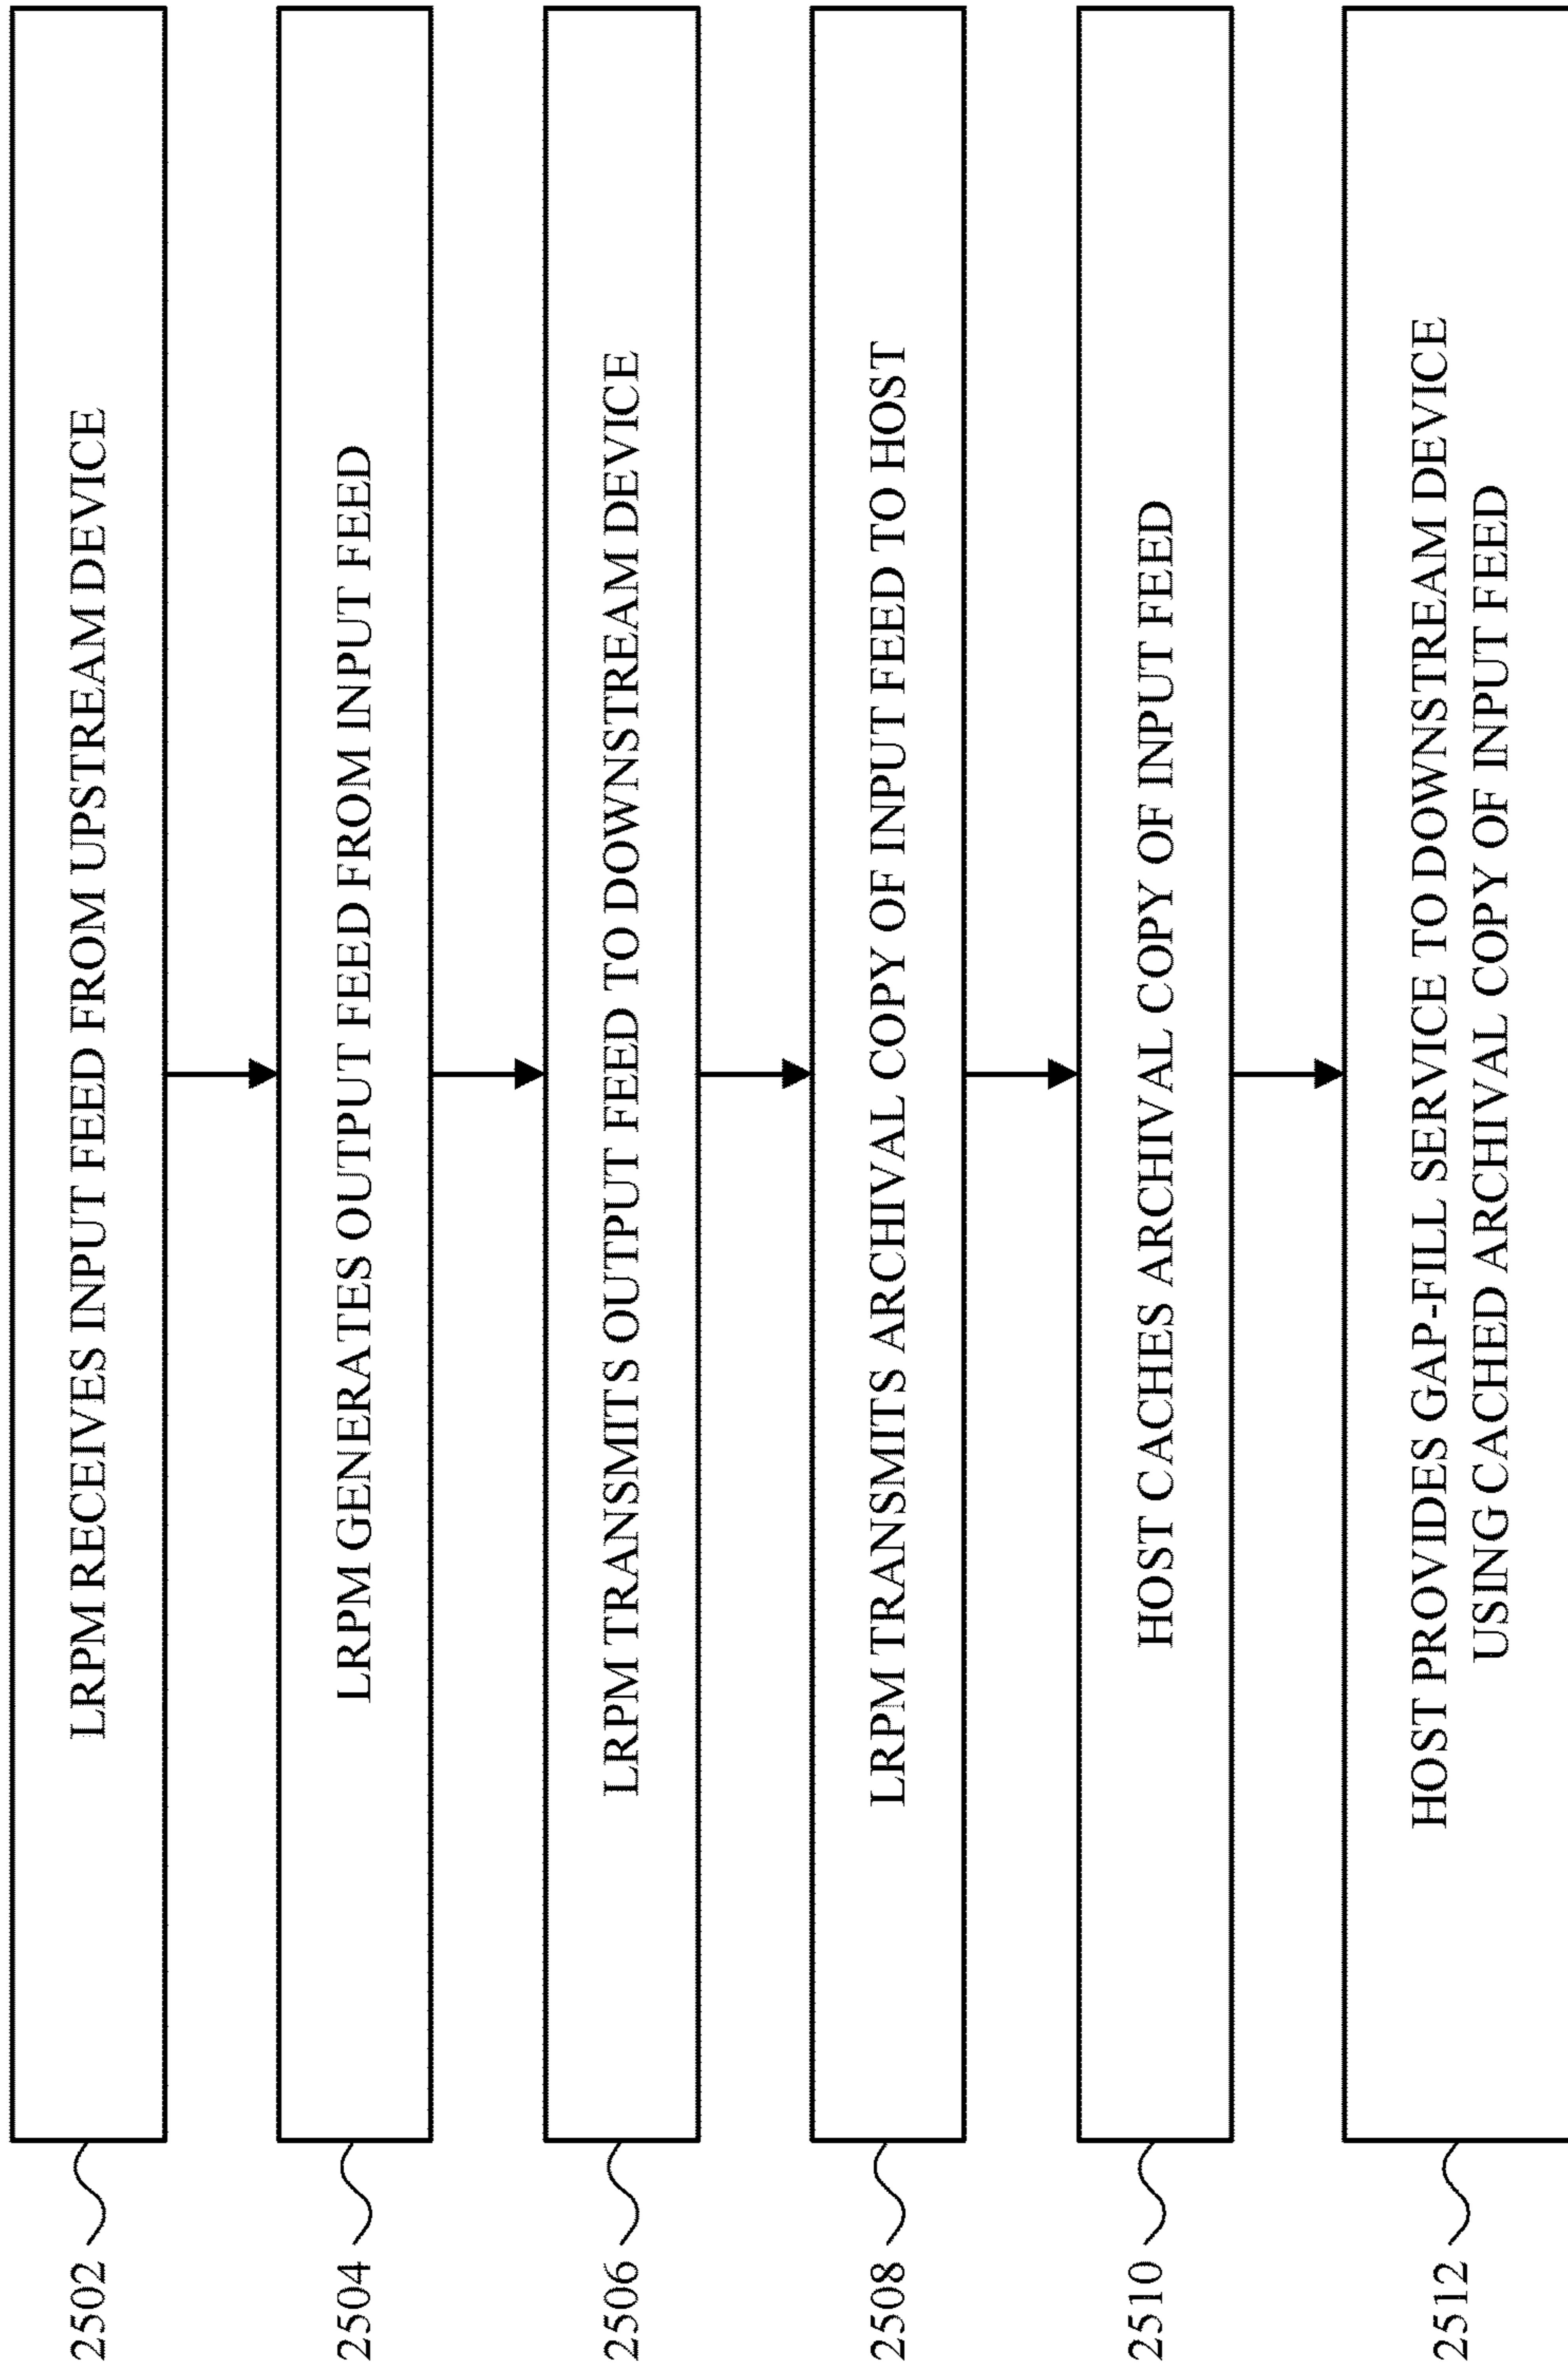 2502
LRPM RECEIVES INPUT FEED FROM UPSTREAM DEVICE
2504
LRPM GENERATES OUTPUT FEED FROM INPUT FEED
2506
LRPM TRANSMITS OUTPUT FEED TO DOWNSTREAM DEVICE
2508
LRPM TRANSMITS ARCHIVAL COPY OF INPUT FEED TO HOST
2510
HOST CACHES ARCHIVAL COPY OF INPUT FEED
2512
HOST PROVIDES GAP-FILL SERVICE TO DOWNSTREAM DEVICE
USING CACHED ARCHIVAL COPY OF INPUT FEED